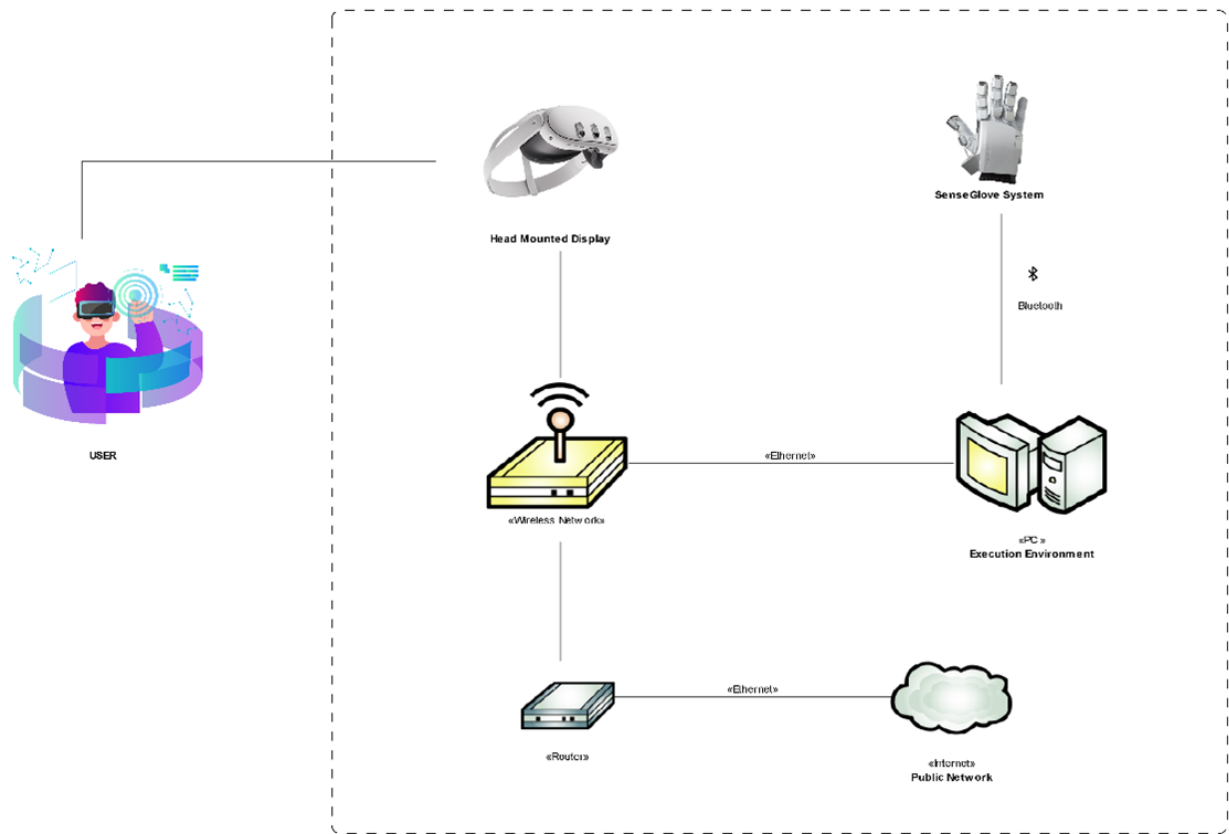 SenseGlove System
Head Mounted Display
Bluetooth
USER
«Ethernet»
«Wireless Network»
«PC »
Execution Environment
«Ethernet»
«Router»
«Internet»
Public Network